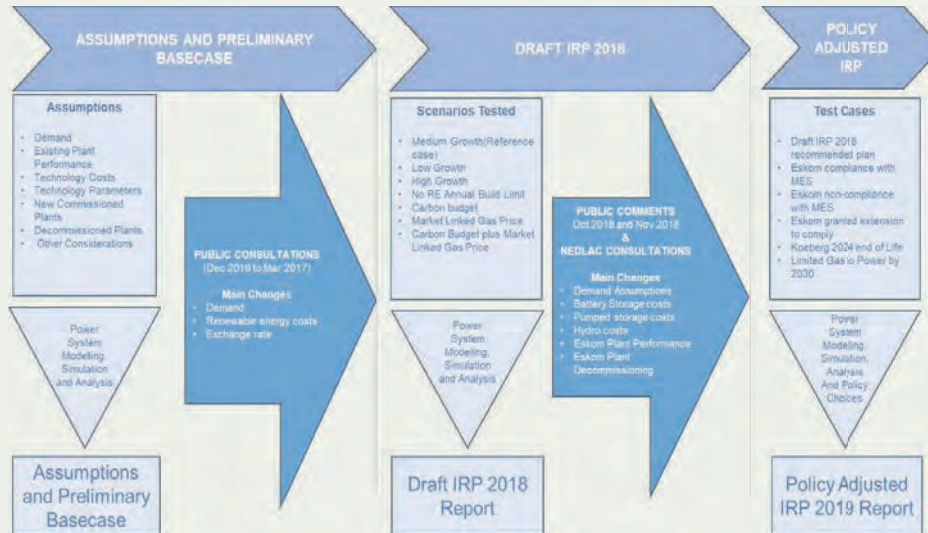 ASSUMPTIONS AND PRELIMINARY
BASECASE
Assumptions
• Demand
• Existing Plant
Performance
• Technology Costs
• Technology Parameters
• New Commissioned
Plants
• Decommissioned Plants
• Other Considerations
Power
System
Modelling,
Simulation
and Analysis
Assumptions
and Preliminary
Basecase
PUBLIC CONSULTATIONS
(Dec 2016 to Mar 2017)
Main Changes
• Demand
• Renewable energy costs
• Exchange rate
DRAFT IRP 2018
Scenarios Tested
• Medium Growth(Reference
case)
• Low Growth
• High Growth
• No RE Annual Build Limit
• Carbon budget
• Market Linked Gas Price
• Carbon Budget plus Market
Linked Gas Price
Power
System
Modelling,
Simulation
and Analysis
Draft IRP 2018
Report
PUBLIC COMMENTS
Oct 2018 and Nov 2018
&
NEDLAC CONSULTATIONS
Main Changes
• Demand Assumptions
• Battery Storage costs
• Pumped storage costs
• Hydro costs
• Eskom Plant Performance
• Eskom Plant
Decommissioning
POLICY
ADJUSTED
IRP
Test Cases
• Draft IRP 2018
recommended plan
• Eskom compliance with
MES
• Eskom non-compliance
with MES
• Eskom granted extension
to comply
• Koeberg 2024 end of Life
• Limited Gas to Power by
2030
Power
System
Modeling,
Simulation,
Analysis
And Policy
Choices
Policy Adjusted
IRP 2019 Report